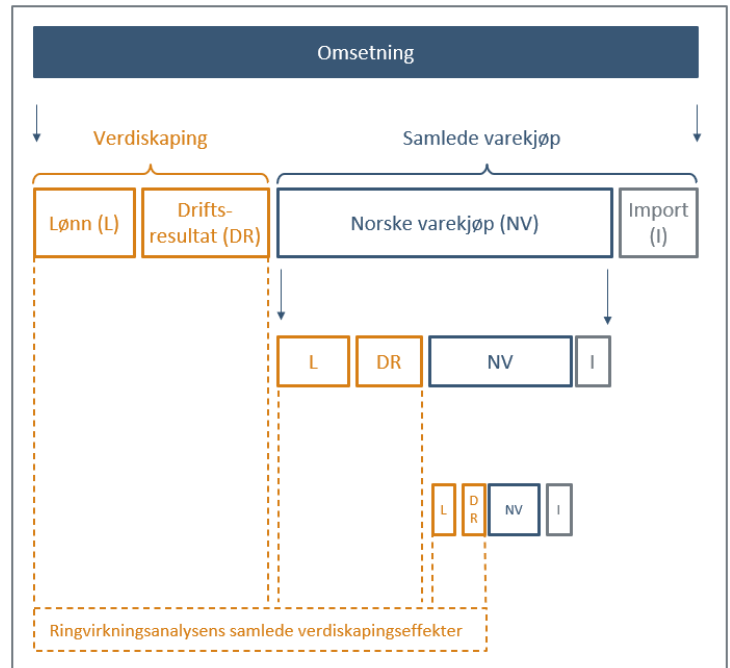 Omsetning
Verdiskaping
Samlede varekjøp
Lønn (L)
Drifts-
resultat (DR)
Norske varekjøp (NV)
Import
(I)
L
DR
NV
I
L
D
R
NV
I
Ringvirkningsanalysens samlede verdiskapingseffekter